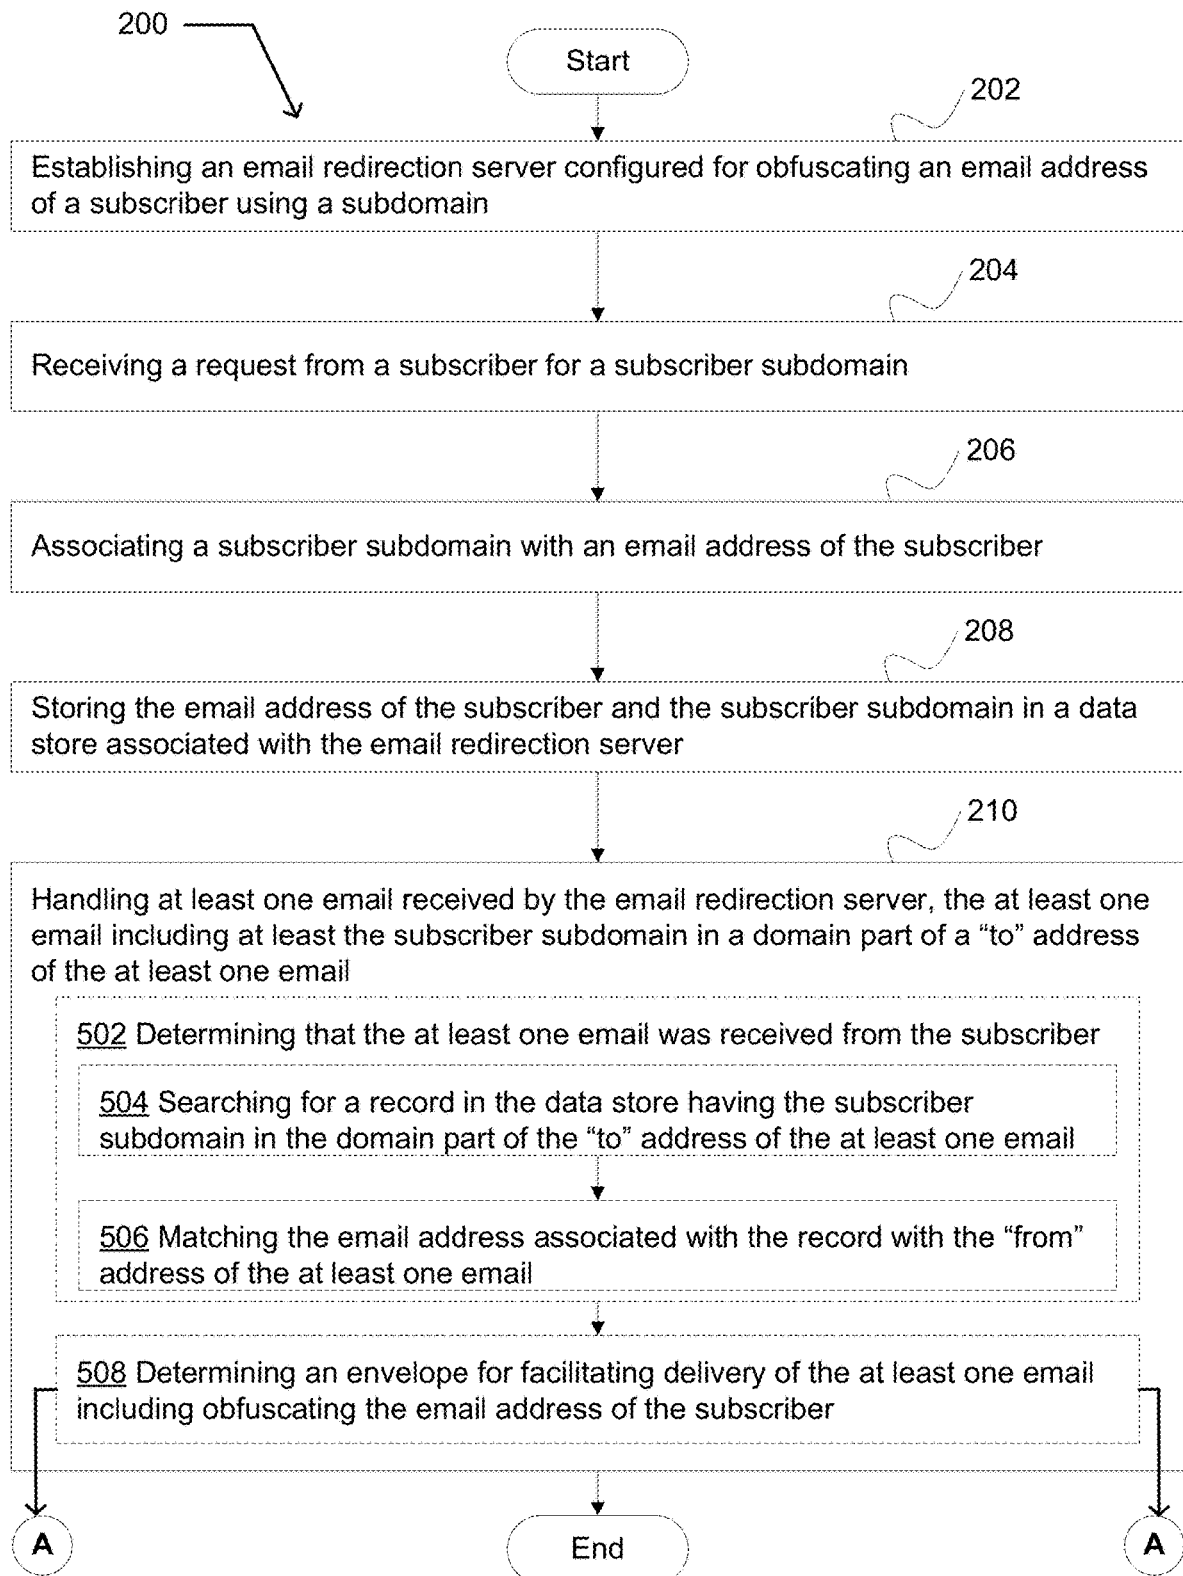 200
Start
202
Establishing an email redirection server configured for obfuscating an email address
of a subscriber using a subdomain
204
Receiving a request from a subscriber for a subscriber subdomain
206
Associating a subscriber subdomain with an email address of the subscriber
208
Storing the email address of the subscriber and the subscriber subdomain in a data
store associated with the email redirection server
210
Handling at least one email received by the email redirection server, the at least one
email including at least the subscriber subdomain in a domain part of a “to” address
of the at least one email
502 Determining that the at least one email was received from the subscriber
504 Searching for a record in the data store having the subscriber
subdomain in the domain part of the “to” address of the at least one email
506 Matching the email address associated with the record with the “from”
address of the at least one email
508 Determining an envelope for facilitating delivery of the at least one email
including obfuscating the email address of the subscriber
A
End
A